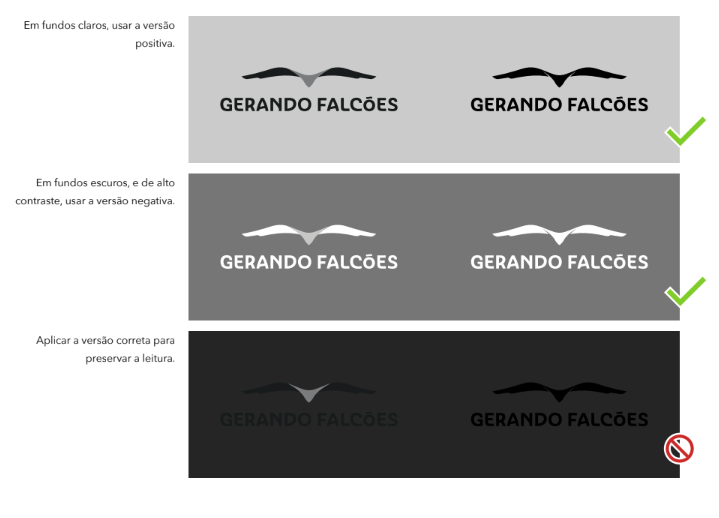 Em fundos claros, usar a versão
positiva.
GERANDO FALCÕES GERANDO FALCÕES
Em fundos escuros, e de alto
contraste, usar a versão negativa.
GERANDO FALCÕES GERANDO FALCÕES
Aplicar a versão correta para
preservar a leitura.
GERANDO FALCÕES GERANDO FALCÕES